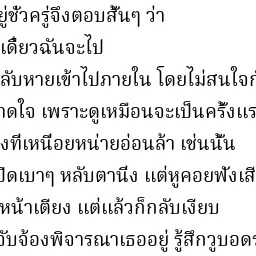 ยู่ชั่วครู่จึงตอบสั้นๆ ว่า
เดี๋ยวฉันจะไป
ลับหายเข้าไปภายใน โดยไม่สนใจ
าดใจ เพราะดูเหมือนจะเป็นครั้งแร
งที่เหนื่อยหน่ายอ่อนล้า เช่นนั้น
ปิดเบาๆ หลับตานิ่ง แต่หูคอยฟังเสี
หน้าเตียง แต่แล้วก็กลับเงียบ
จับจ้องพิจารณาเธออยู่ รู้สึกวูบอด